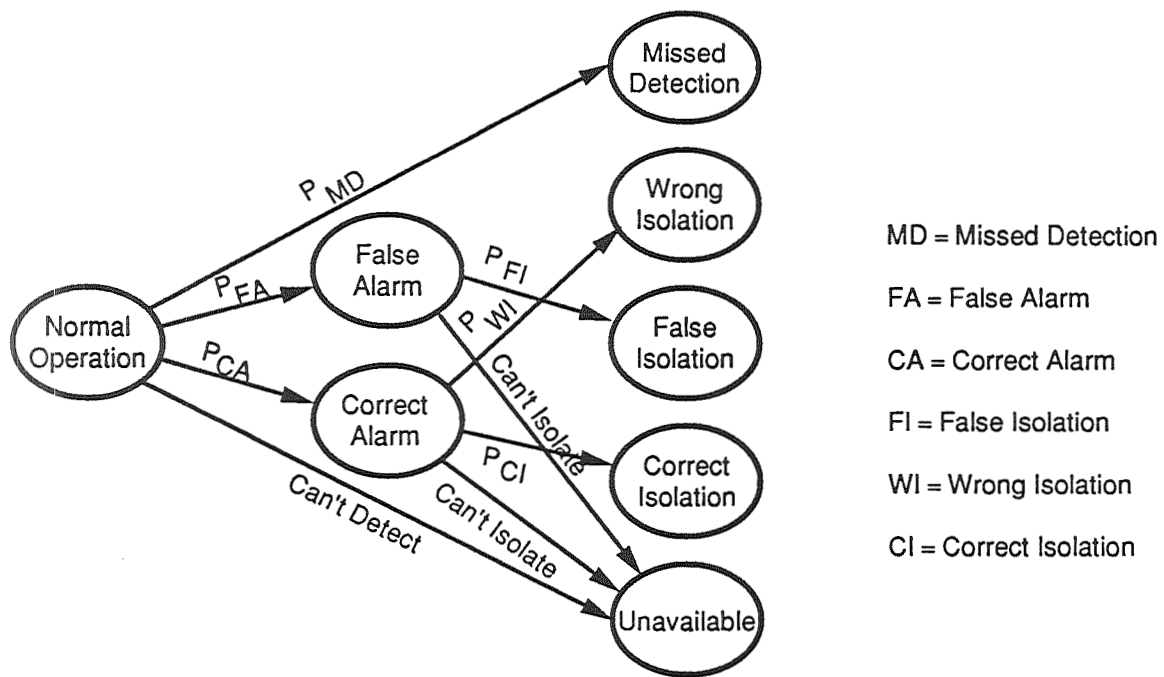 Missed
Detection
P MD
Wrong
Isolation
MD = Missed Detection
False
Alarm
P FI
P FA
FA = False Alarm
P WI
Normal
Operation
False
Isolation
P CA
CA = Correct Alarm
Can't Isolate
Correct
Alarm
FI = False Isolation
P CI
Correct
Isolation
WI = Wrong Isolation
Can't Detect
Can't Isolate
CI = Correct Isolation
Unavailable